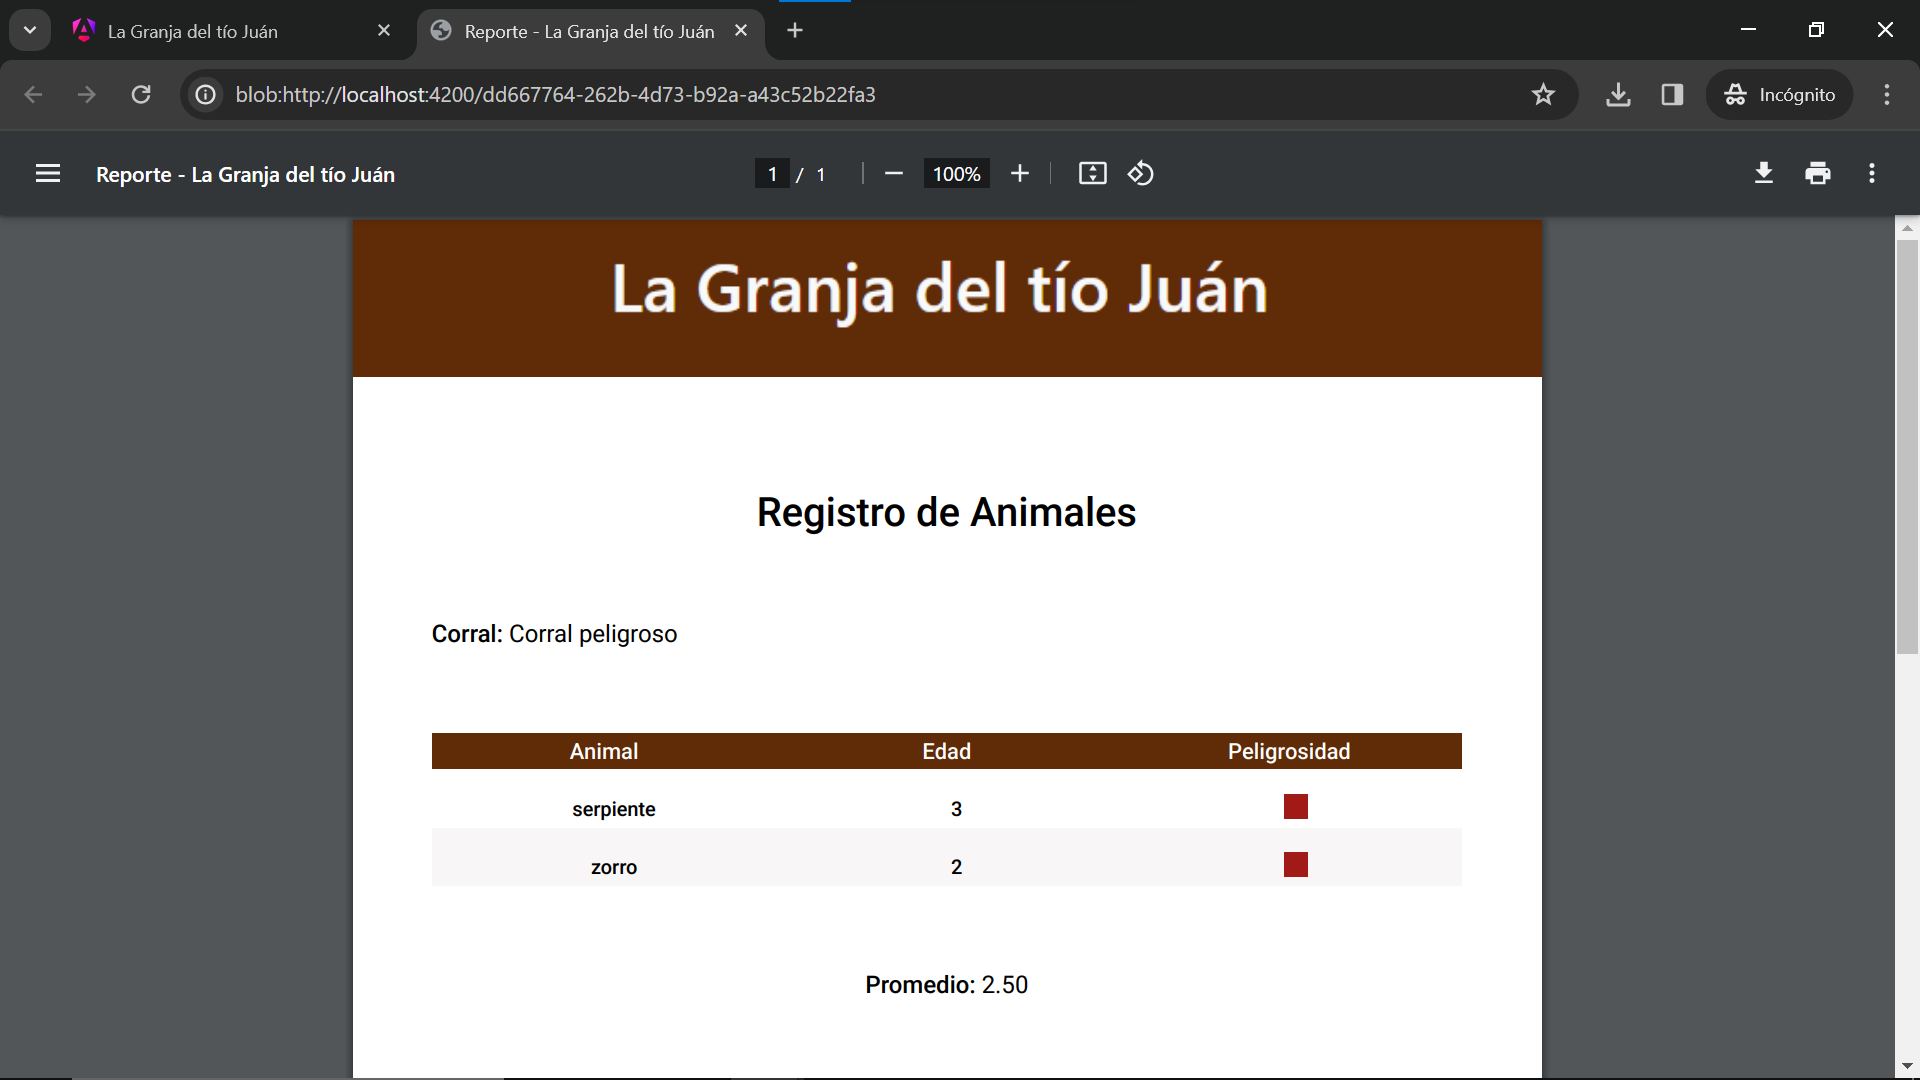 La Granja del tío Juán
Reporte - La Granja del tío Juán
blob:http://localhost:4200/dd667764-262b-4d73-b92a-a43c52b22fa3
Incógnito
Reporte - La Granja del tío Juán
1 / 1
100%
La Granja del tío Juán
Registro de Animales
Corral: Corral peligroso
Animal Edad Peligrosidad
serpiente 3
zorro 2
Promedio: 2.50